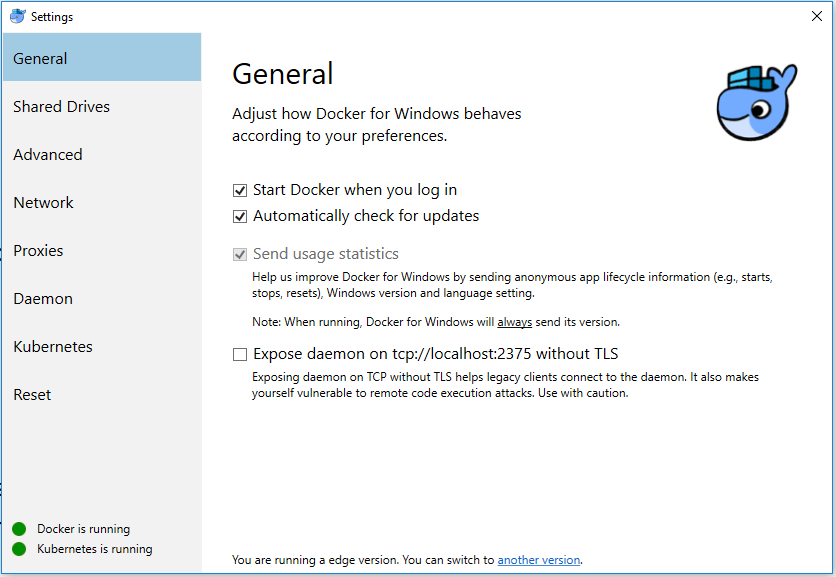 Settings
General
Shared Drives
Advanced
Network
Proxies
Daemon
Kubernetes
Reset
Docker is running
Kubernetes is running
General
Adjust how Docker for Windows behaves
according to your preferences.
Start Docker when you log in
Automatically check for updates
Send usage statistics
Help us improve Docker for Windows by sending anonymous app lifecycle information (e.g., starts,
stops, resets), Windows version and language setting.
Note: When running, Docker for Windows will always send its version.
Expose daemon on tcp://localhost:2375 without TLS
Exposing daemon on TCP without TLS helps legacy clients connect to the daemon. It also makes
yourself vulnerable to remote code execution attacks. Use with caution.
You are running a edge version. You can switch to another version.